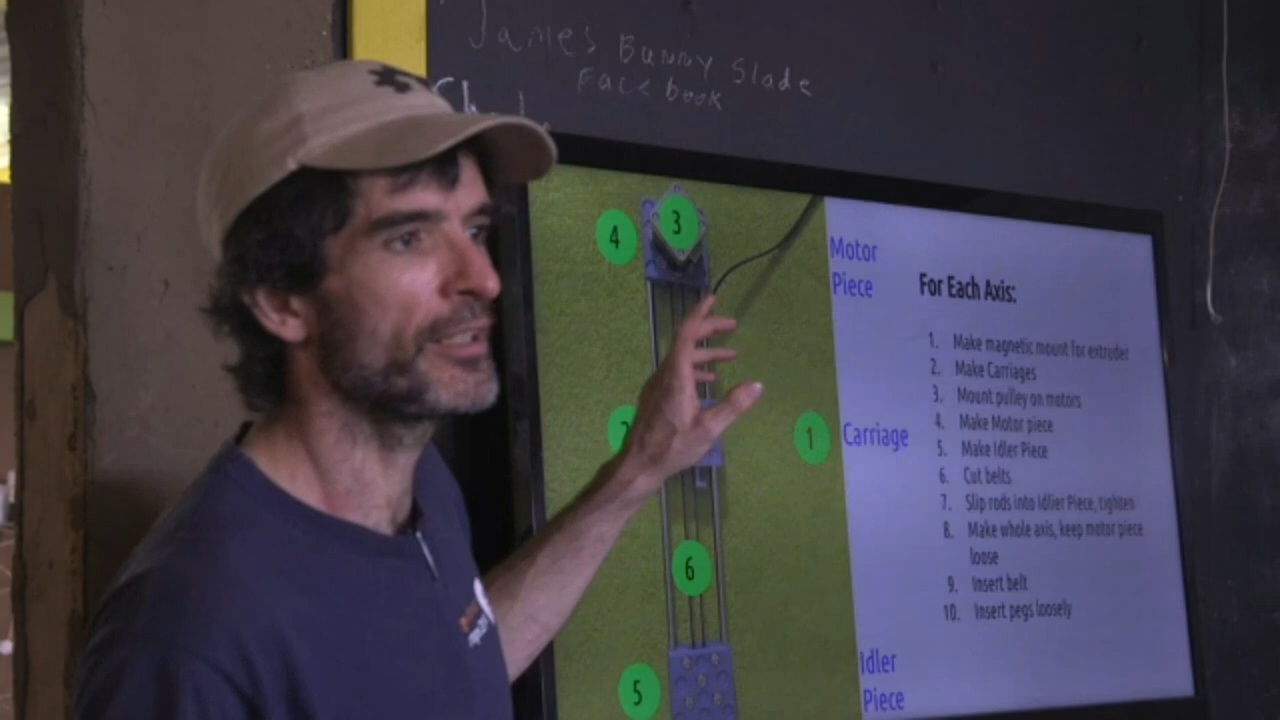 James Bunny Slade
Facebook
4
3
Motor
Piece
For Each Axis:
1. Make magnetic mount for extruder
2. Make Carriages
3. Mount pulley on motors
4. Make Motor piece
5. Make Idler Piece
6. Cut belts
7. Slip rods into Idlier Piece, tighten
8. Make whole axis, keep motor piece
loose
9. Insert belt
10. Insert pegs loosely
2
1
Carriage
6
5
Idler
Piece